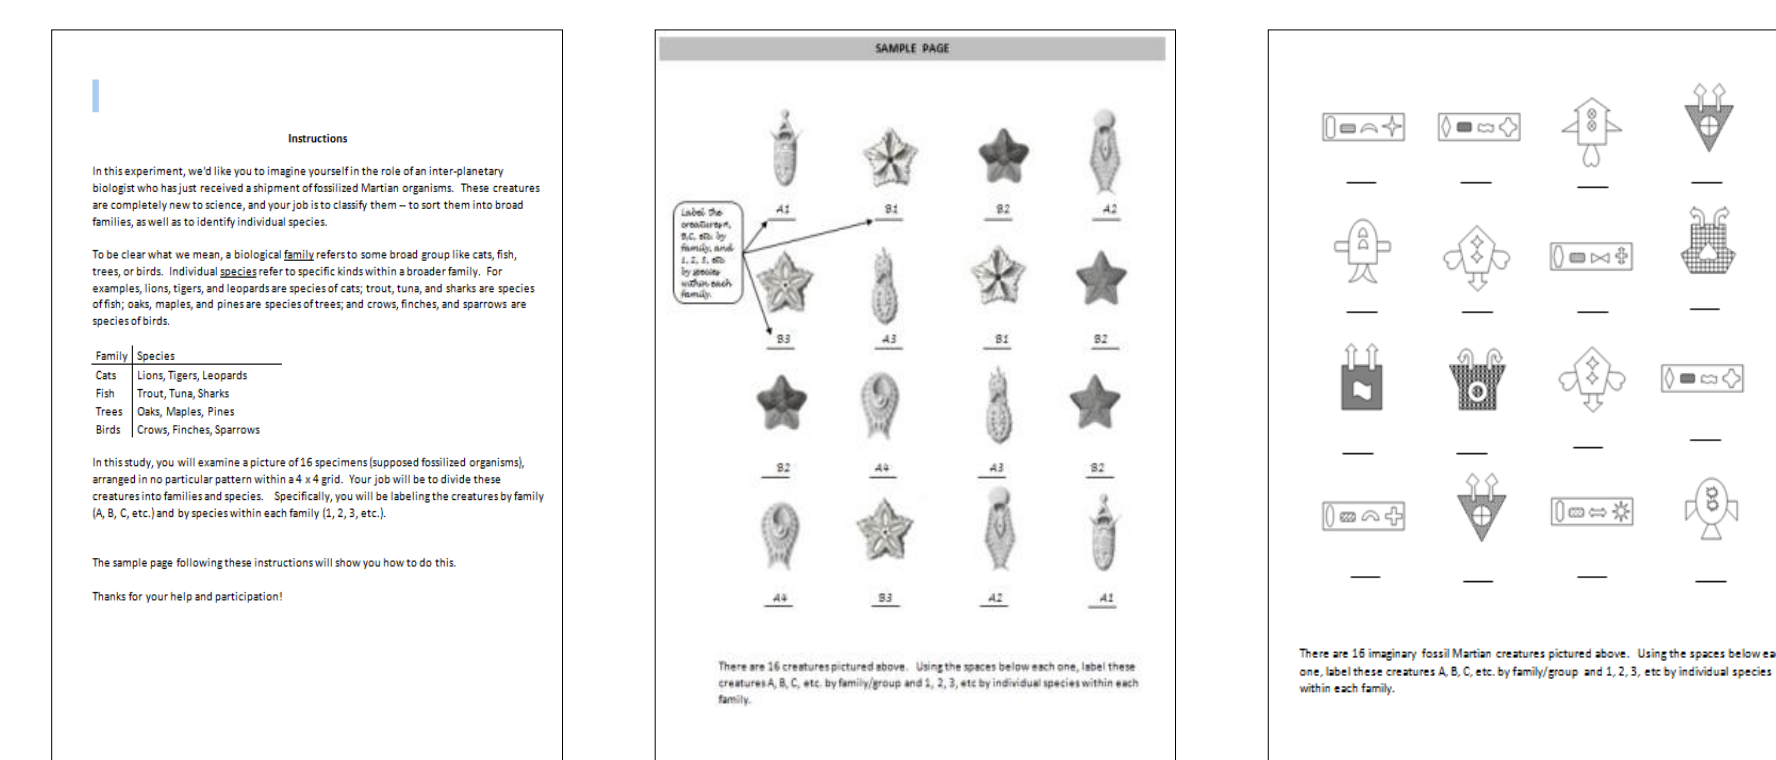 Instructions
In this experiment, we'd like you to imagine yourself in the role of an inter-planetary
biologist who has just received a shipment of fossilized Martian organisms. These creatures
are completely new to science, and your job is to classify them – to sort them into broad
families, as well as to identify individual species.
To be clear what we mean, a biological family refers to some broad group like cats, fish,
trees, or birds. Individual species refer to specific kinds within a broader family. For
examples, lions, tigers, and leopards are species of cats; trout, tuna, and sharks are species
of fish; oaks, maples, and pines are species of trees; and crows, finches, and sparrows are
species of birds.
Family Species
Cats Lions, Tigers, Leopards
Fish Trout, Tuna, Sharks
Trees Oaks, Maples, Pines
Birds Crows, Finches, Sparrows
In this study, you will examine a picture of 16 specimens (supposed fossilized organisms),
arranged in no particular pattern within a 4 x 4 grid. Your job will be to divide these
creatures into families and species. Specifically, you will be labeling the creatures by family
(A, B, C, etc.) and by species within each family (1, 2, 3, etc.).
The sample page following these instructions will show you how to do this.
Thanks for your help and participation!
SAMPLE PAGE
A1 B1 B2 A2
Label the
creatures A,
B,C, etc. by
family, and
1, 2, 3, etc.
by species
within each
family.
B3 A3 B1 B2
B2 A4 A3 B2
A4 B3 A2 A1
There are 16 creatures pictured above. Using the spaces below each one, label these
creatures A, B, C, etc. by family/group and 1, 2, 3, etc by individual species within each
family.
There are 16 imaginary fossil Martian creatures pictured above. Using the spaces below ea
one, label these creatures A, B, C, etc. by family/group and 1, 2, 3, etc by individual species
within each family.